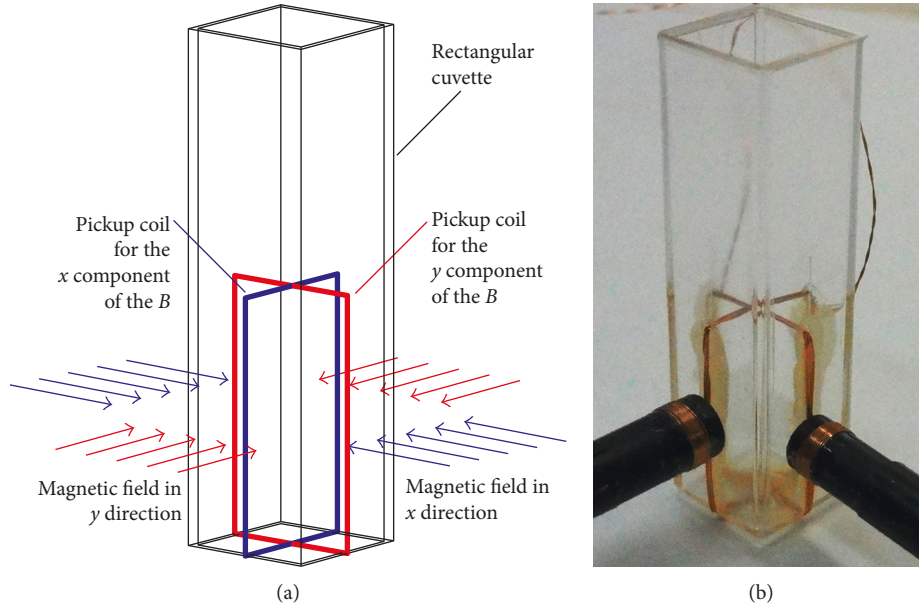 Rectangular
cuvette
Pickup coil
for the
x component
of the B
Pickup coil
for the
y component
of the B
Magnetic field in
y direction
Magnetic field in
x direction
(a)
(b)